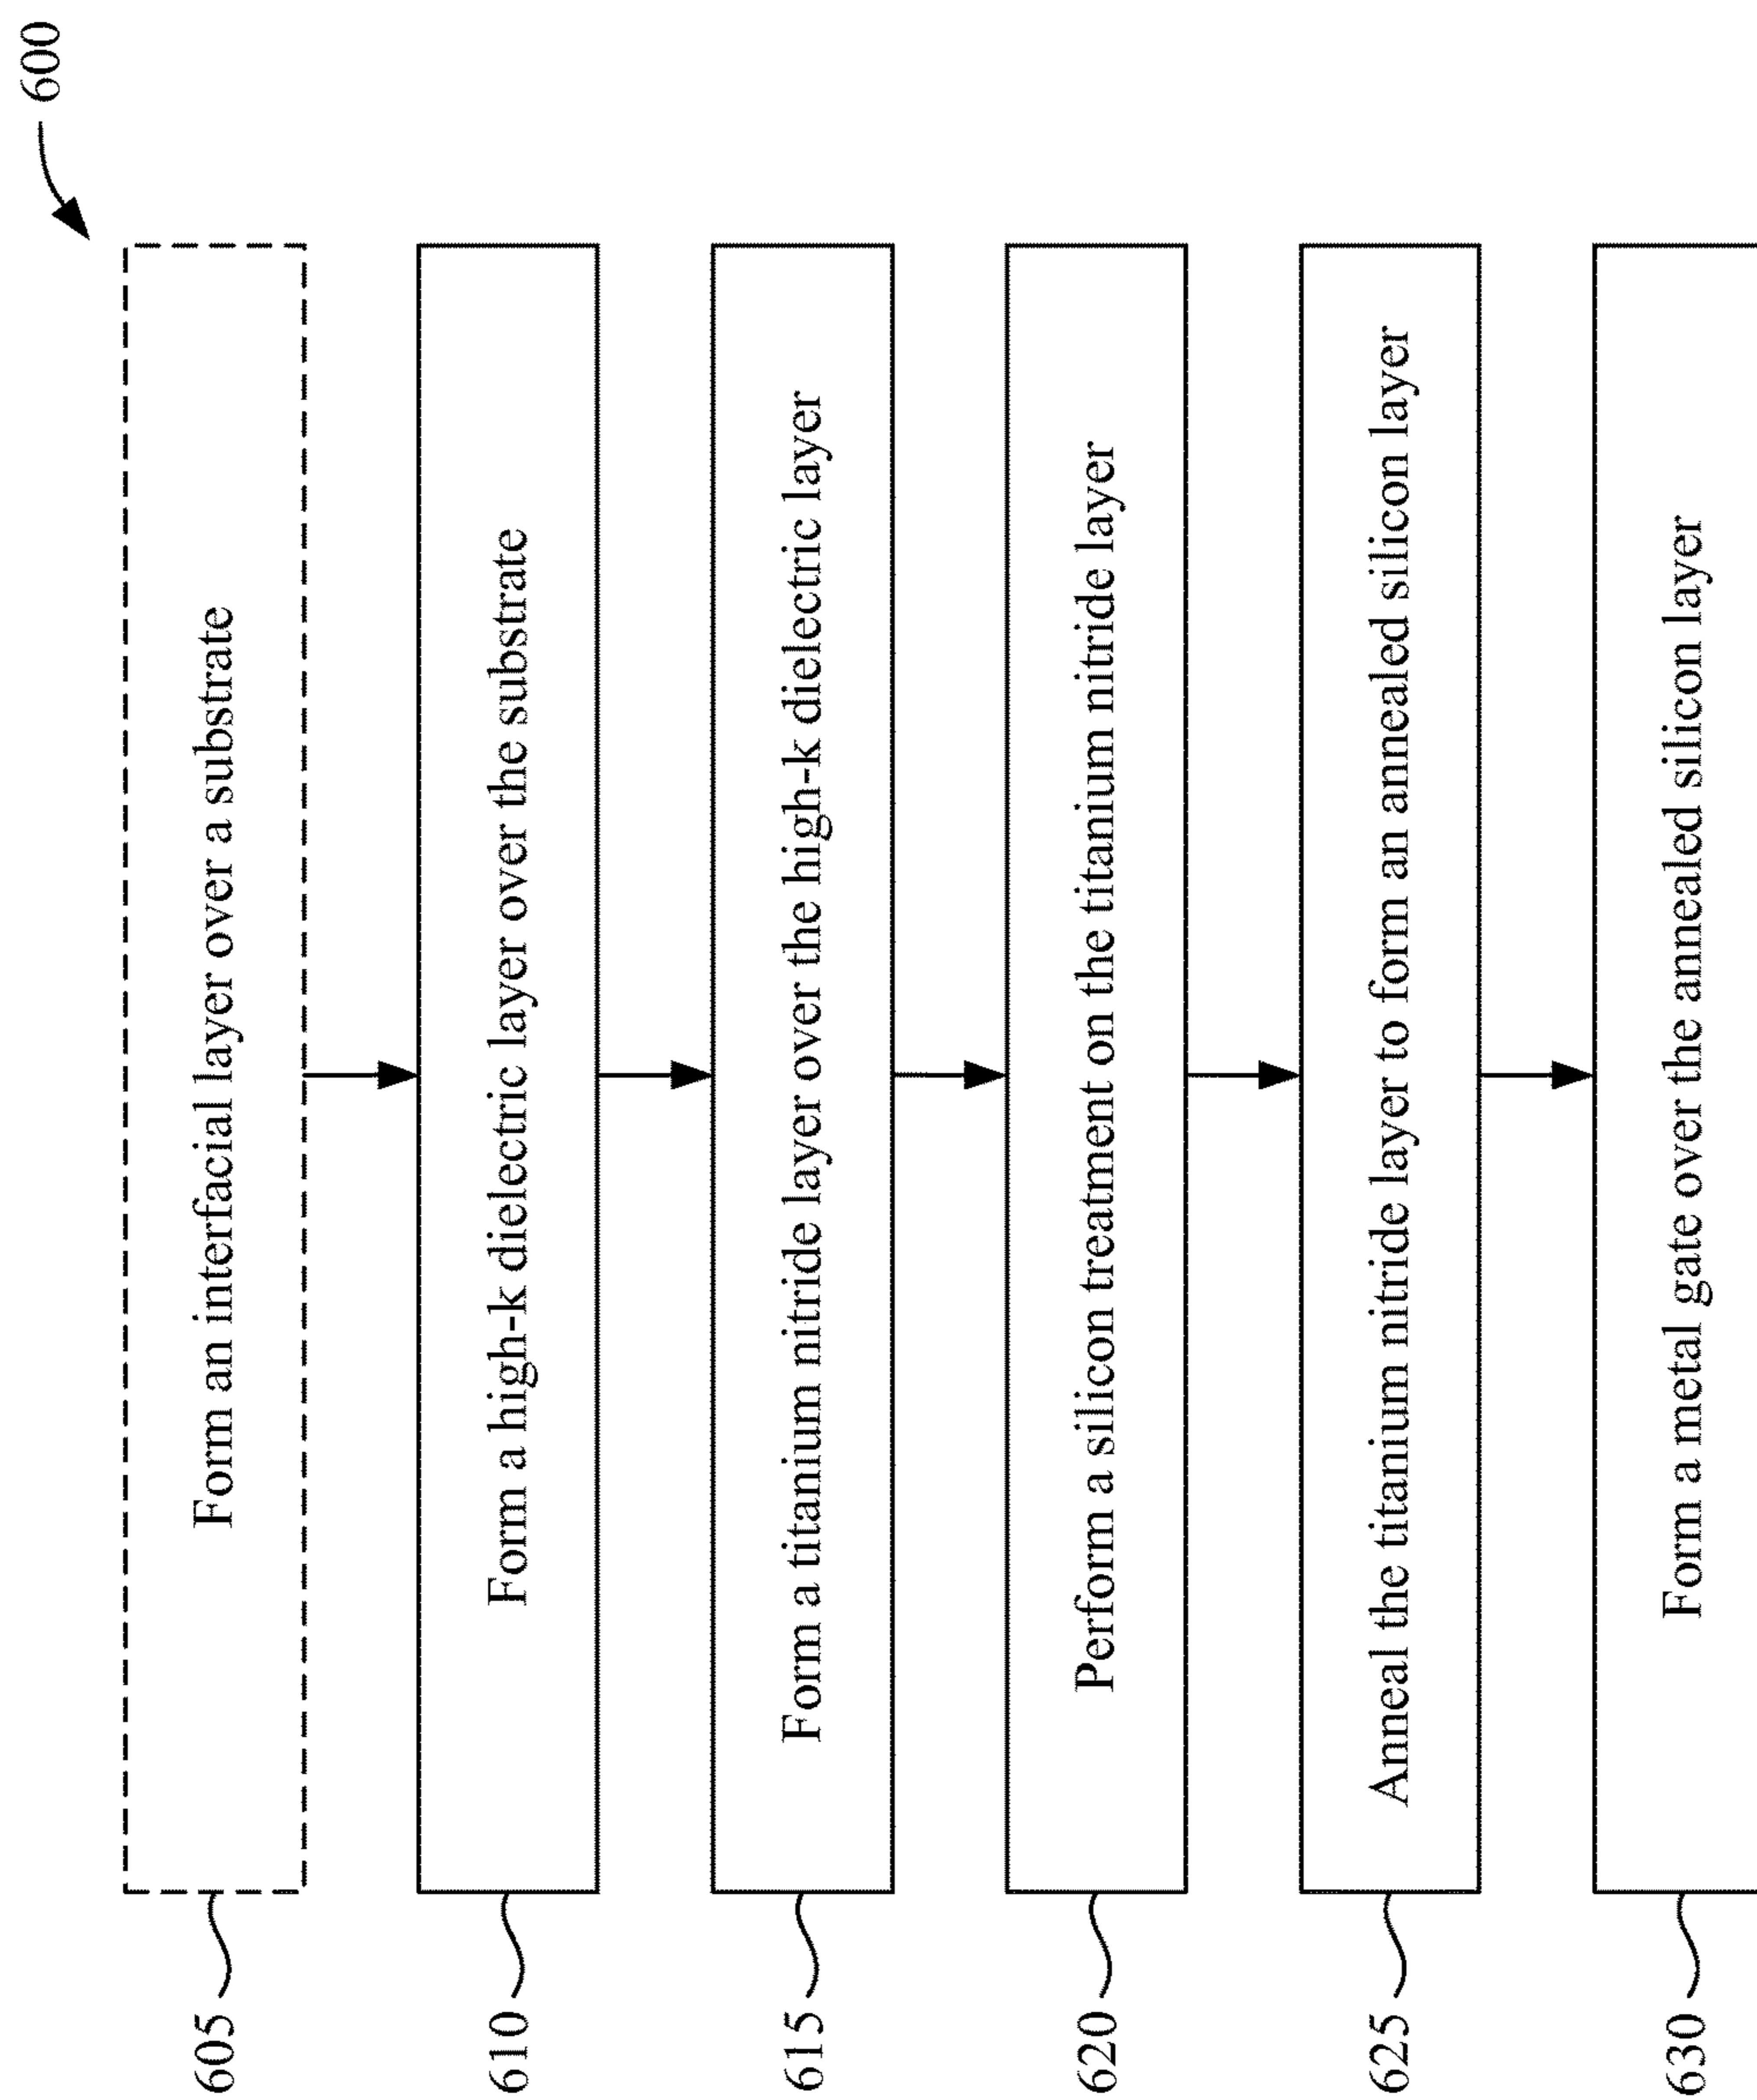 600
605
Form an interfacial layer over a substrate
610
Form a high-k dielectric layer over the substrate
615
Form a titanium nitride layer over the high-k dielectric layer
620
Perform a silicon treatment on the titanium nitride layer
625
Anneal the titanium nitride layer to form an annealed silicon layer
630
Form a metal gate over the annealed silicon layer